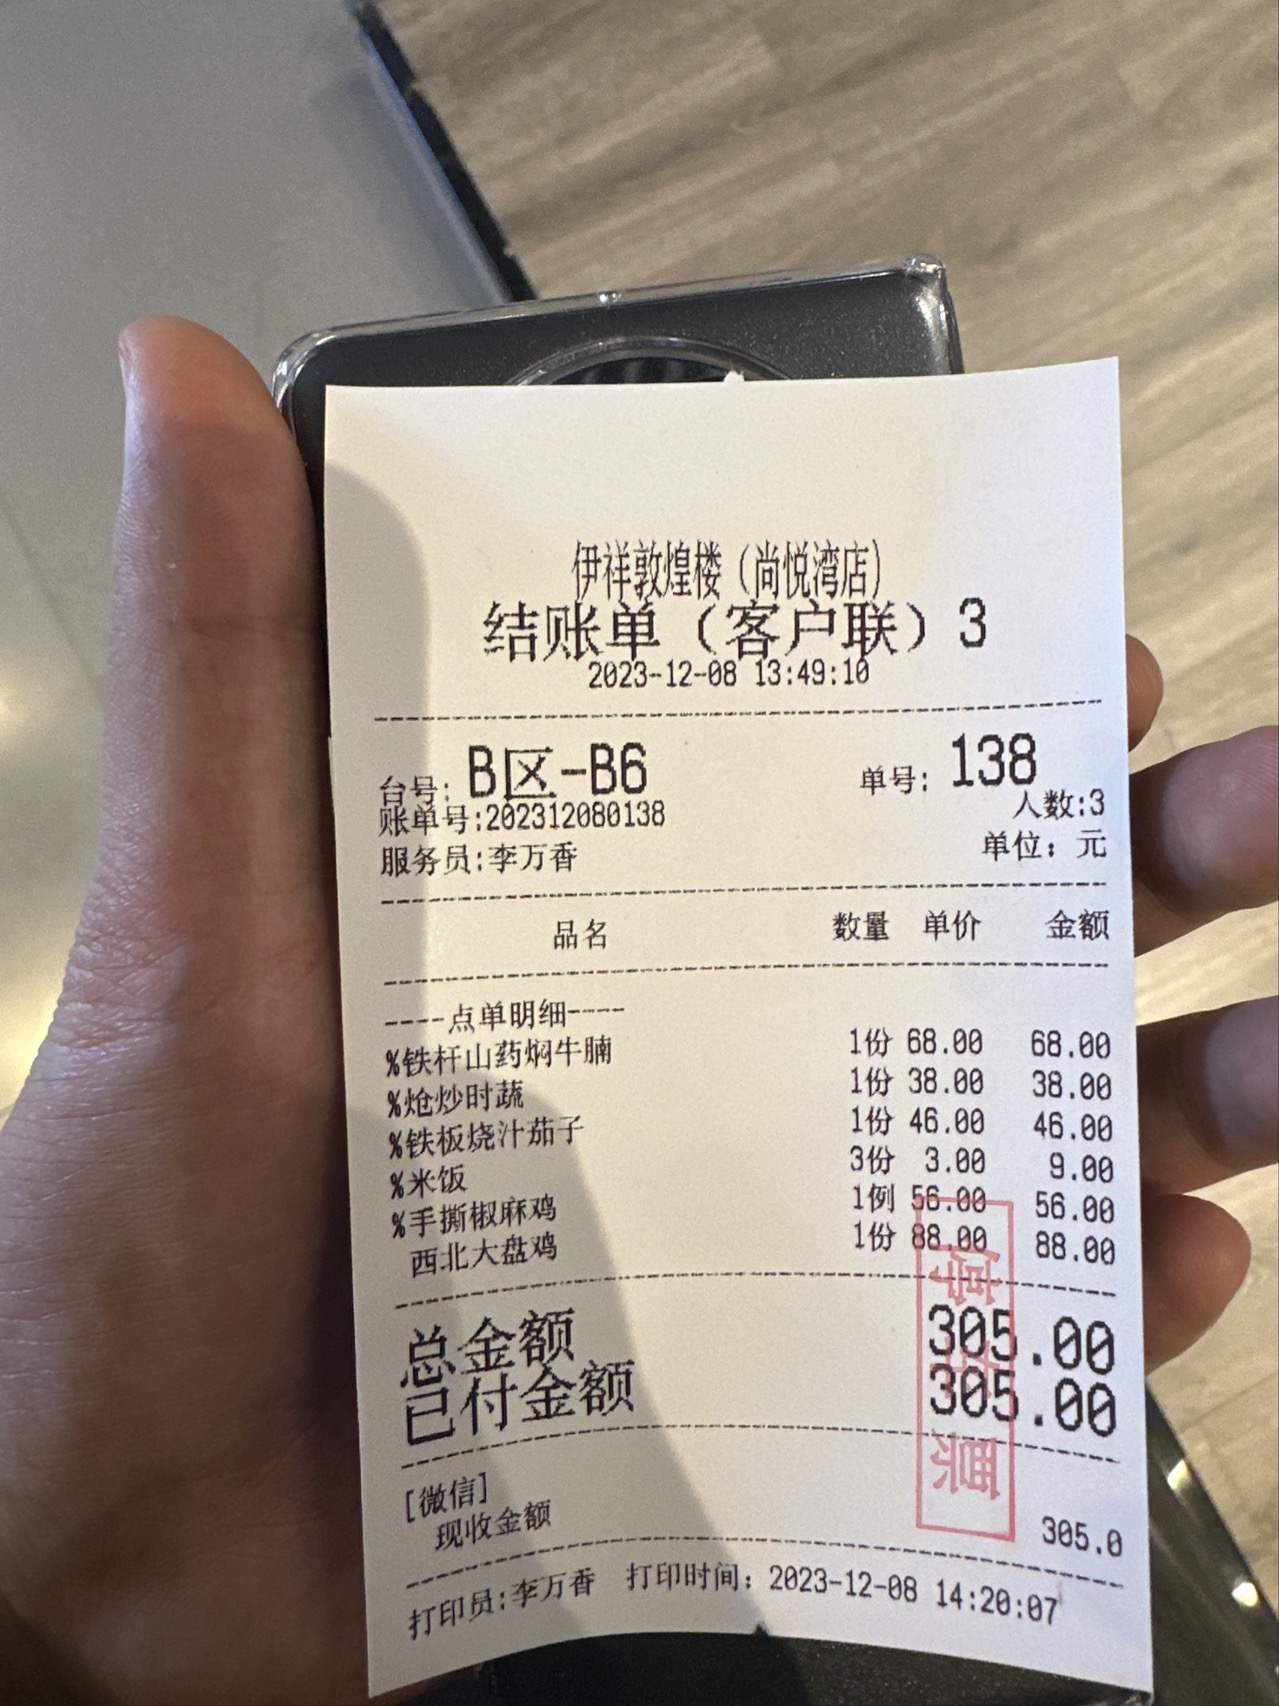 伊祥敦煌楼（尚悦湾店）
结账单（客户联）3
2023-12-08 13:49:10
台号: B区-B6 单号: 138
账单号:202312080138 人数:3
服务员:李万香 单位: 元
品名 数量 单价 金额
----点单明细----
%铁杆山药焖牛腩 1份 68.00 68.00
%炝炒时蔬 1份 38.00 38.00
%铁板烧汁茄子 1份 46.00 46.00
%米饭 3份 3.00 9.00
%手撕椒麻鸡 1例 56.00 56.00
西北大盘鸡 1份 88.00 88.00
总金额 305.00
已付金额 305.00
停车票
[微信]
现收金额 305.0
打印员:李万香 打印时间: 2023-12-08 14:20:07